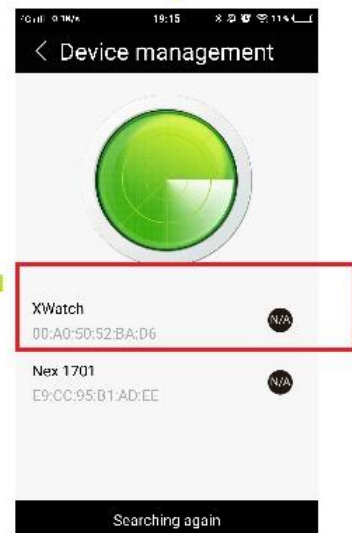 19:15
< Device management
XWatch
00:A0:50:52:BA:D6
N/A
Nex 1701
E9:CC:95:B1:AD:EE
N/A
Searching again